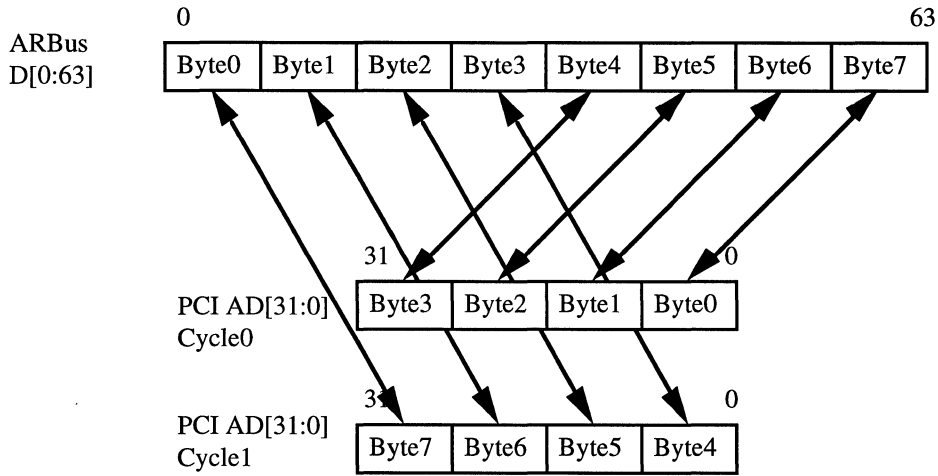 0 63
ARBus
D[0:63]
Byte0 Byte1 Byte2 Byte3 Byte4 Byte5 Byte6 Byte7
31 0
PCI AD[31:0]
Cycle0
Byte3 Byte2 Byte1 Byte0
31 0
PCI AD[31:0]
Cycle1
Byte7 Byte6 Byte5 Byte4